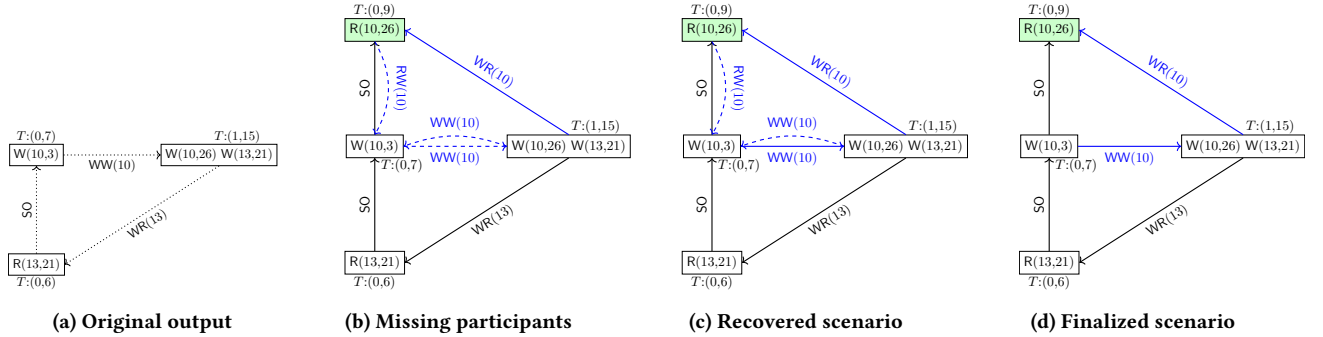 T:(0,7)
W(10,3)
WW(10)
T:(1,15)
W(10,26) W(13,21)
SO
WR(13)
R(13,21)
T:(0,6)
(a) Original output
T:(0,9)
R(10,26)
SO
RW(10)
WR(10)
WW(10)
WW(10)
T:(1,15)
W(10,3)
W(10,26) W(13,21)
T:(0,7)
SO
WR(13)
R(13,21)
T:(0,6)
(b) Missing participants
T:(0,9)
R(10,26)
SO
RW(10)
WR(10)
WW(10)
WW(10)
T:(1,15)
W(10,3)
W(10,26) W(13,21)
T:(0,7)
SO
WR(13)
R(13,21)
T:(0,6)
(c) Recovered scenario
T:(0,9)
R(10,26)
SO
WR(10)
T:(1,15)
W(10,3)
WW(10)
W(10,26) W(13,21)
T:(0,7)
SO
WR(13)
R(13,21)
T:(0,6)
(d) Finalized scenario